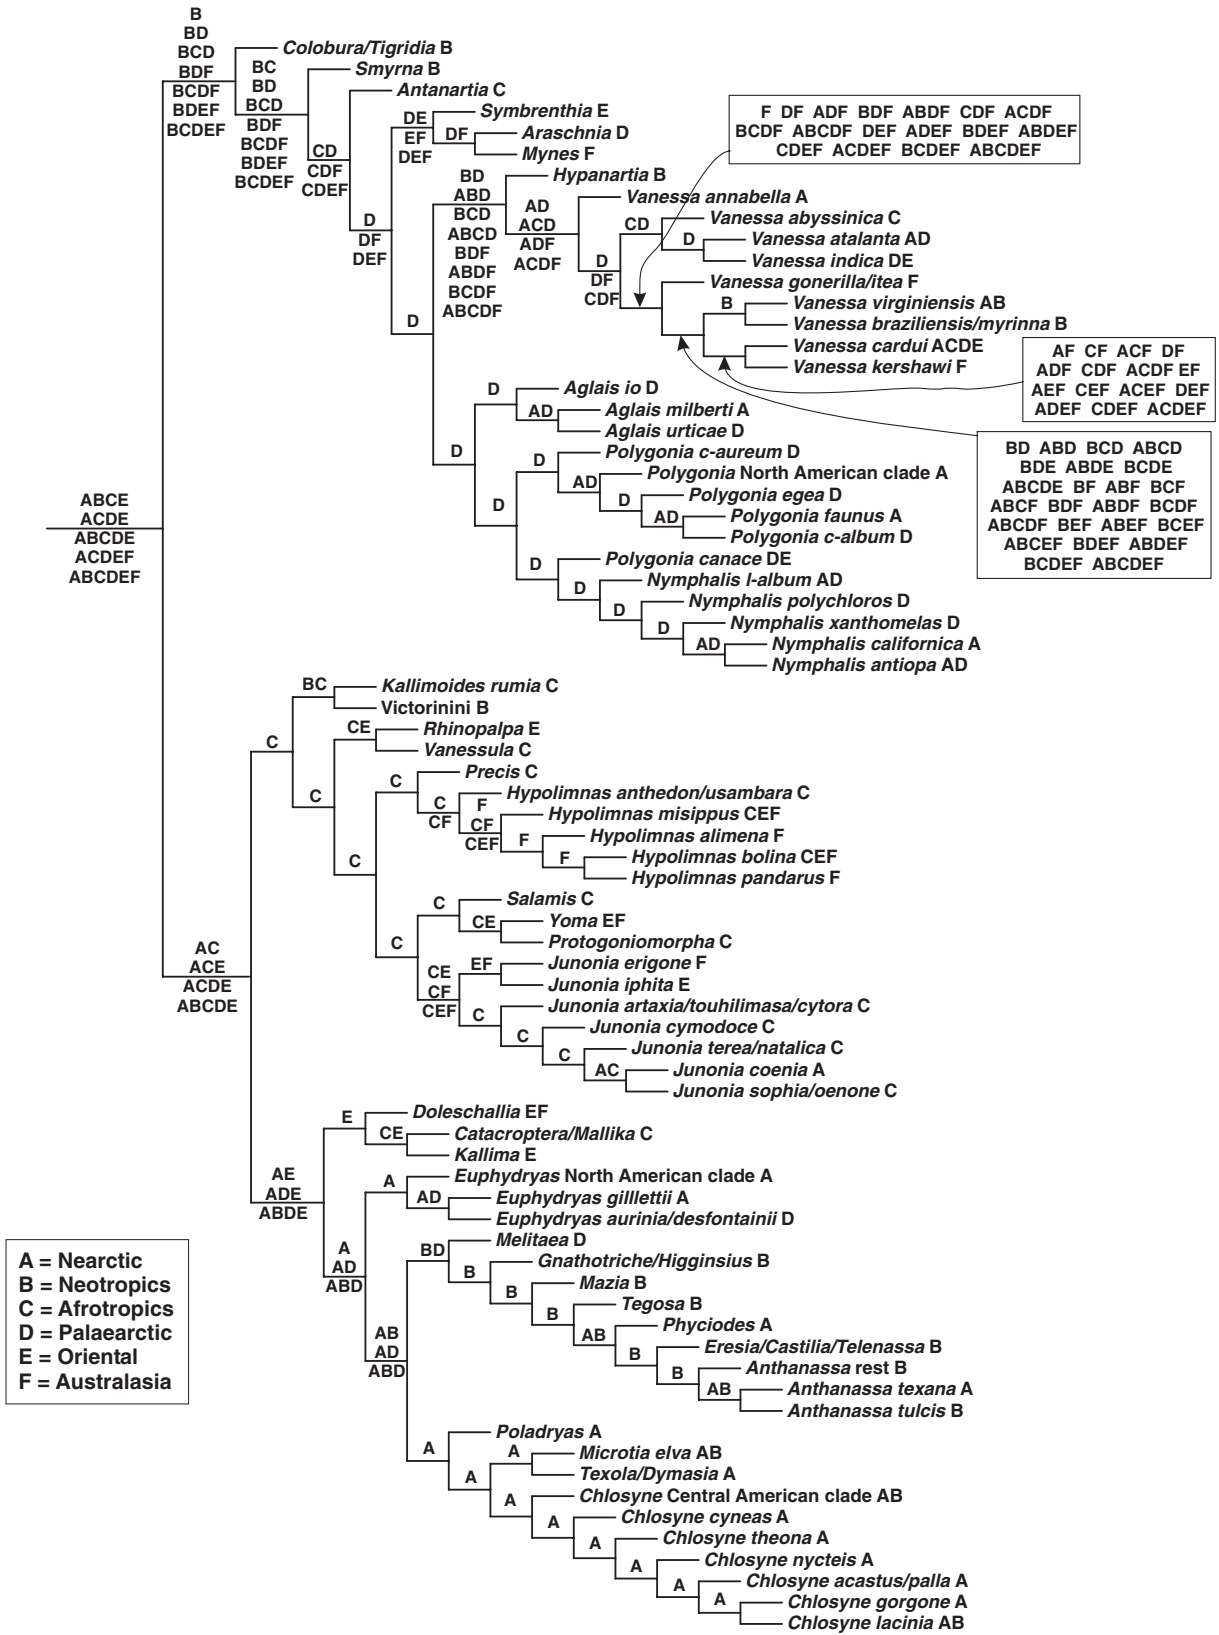 B
BD
BCD
BDF
BCDF
BDEF
BCDEF
Colobura/Tigridia B
BC
BD
BCD
BDF
BCDF
BDEF
BCDEF
Smyrna B
Antanartia C
CD
CDF
CDEF
DE
EF
DEF
Symbrenthia E
DF
Araschnia D
Mynes F
D
DF
DEF
BD
ABD
BCD
ABCD
BDF
ABDF
BCDF
ABCDF
Hypanartia B
AD
ACD
ADF
ACDF
Vanessa annabella A
D
DF
CDF
CD
Vanessa abyssinica C
D
Vanessa atalanta AD
Vanessa indica DE
Vanessa gonerilla/itea F
B
Vanessa virginiensis AB
Vanessa braziliensis/myrinna B
Vanessa cardui ACDE
Vanessa kershawi F
F DF ADF BDF ABDF CDF ACDF
BCDF ABCDF DEF ADEF BDEF ABDEF
CDEF ACDEF BCDEF ABCDEF
AF CF ACF DF
ADF CDF ACDF EF
AEF CEF ACEF DEF
ADEF CDEF ACDEF
BD ABD BCD ABCD
BDE ABDE BCDE
ABCDE BF ABF BCF
ABCF BDF ABDF BCDF
ABCDF BEF ABEF BCEF
ABCEF BDEF ABDEF
BCDEF ABCDEF
D
D
D
Aglais io D
AD
Aglais milberti A
Aglais urticae D
D
D
Polygonia c-aureum D
AD
Polygonia North American clade A
D
Polygonia egea D
AD
Polygonia faunus A
Polygonia c-album D
D
Polygonia canace DE
D
Nymphalis l-album AD
D
Nymphalis polychloros D
D
Nymphalis xanthomelas D
AD
Nymphalis californica A
Nymphalis antiopa AD
ABCE
ACDE
ABCDE
ACDEF
ABCDEF
AC
ACE
ACDE
ABCDE
C
BC
Kallimoides rumia C
Victorinini B
C
CE
Rhinopalpa E
Vanessula C
C
C
Precis C
C
CF
Hypolimnas anthedon/usambara C
F
CF
CEF
Hypolimnas misippus CEF
F
Hypolimnas alimena F
F
Hypolimnas bolina CEF
Hypolimnas pandarus F
C
C
Salamis C
CE
Yoma EF
Protogoniomorpha C
CE
CF
CEF
EF
Junonia erigone F
Junonia iphita E
C
Junonia artaxia/touhilimasa/cytora C
C
Junonia cymodoce C
C
Junonia terea/natalica C
AC
Junonia coenia A
Junonia sophia/oenone C
AE
ADE
ABDE
E
Doleschallia EF
CE
Catacroptera/Mallika C
Kallima E
A
AD
ABD
A
Euphydryas North American clade A
AD
Euphydryas gilllettii A
Euphydryas aurinia/desfontainii D
AB
AD
ABD
BD
Melitaea D
B
Gnathotriche/Higginsius B
B
Mazia B
B
Tegosa B
AB
Phyciodes A
B
Eresia/Castilia/Telenassa B
B
Anthanassa rest B
AB
Anthanassa texana A
Anthanassa tulcis B
A
Poladryas A
A
A
Microtia elva AB
Texola/Dymasia A
A
Chlosyne Central American clade AB
A
Chlosyne cyneas A
A
Chlosyne theona A
A
Chlosyne nycteis A
A
Chlosyne acastus/palla A
A
Chlosyne gorgone A
Chlosyne lacinia AB
A = Nearctic
B = Neotropics
C = Afrotropics
D = Palaearctic
E = Oriental
F = Australasia